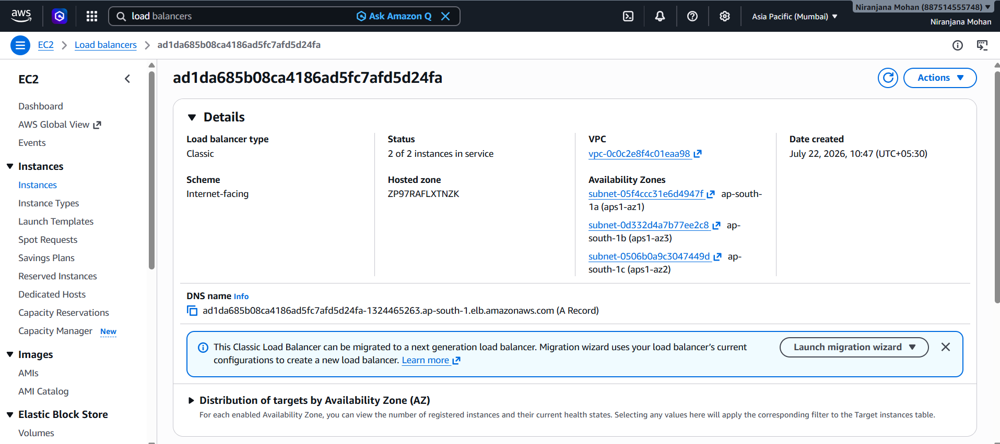 aws
load balancers
Ask Amazon Q
Asia Pacific (Mumbai)
Niranjana Mohan (887514555748)
Niranjana Mohan
EC2
Load balancers
ad1da685b08ca4186ad5fc7afd5d24fa
EC2
Dashboard
AWS Global View
Events
Instances
Instances
Instance Types
Launch Templates
Spot Requests
Savings Plans
Reserved Instances
Dedicated Hosts
Capacity Reservations
Capacity Manager New
Images
AMIs
AMI Catalog
Elastic Block Store
Volumes
ad1da685b08ca4186ad5fc7afd5d24fa
Actions
Details
Load balancer type
Classic
Scheme
Internet-facing
Status
2 of 2 instances in service
Hosted zone
ZP97RAFLXTNZK
VPC
vpc-0c0c2e8f4c01eaa98
Availability Zones
subnet-05f4ccc31e6d4947f ap-south-
1a (aps1-az1)
subnet-0d332d4a7b77ee2c8 ap-
south-1b (aps1-az3)
subnet-0506b0a9c3047449d ap-
south-1c (aps1-az2)
Date created
July 22, 2026, 10:47 (UTC+05:30)
DNS name Info
ad1da685b08ca4186ad5fc7afd5d24fa-1324465263.ap-south-1.elb.amazonaws.com (A Record)
This Classic Load Balancer can be migrated to a next generation load balancer. Migration wizard uses your load balancer’s current
configurations to create a new load balancer. Learn more
Launch migration wizard
Distribution of targets by Availability Zone (AZ)
For each enabled Availability Zone, you can view the number of registered instances and their current health states. Selecting any values here will apply the corresponding filter to the Target instances table.